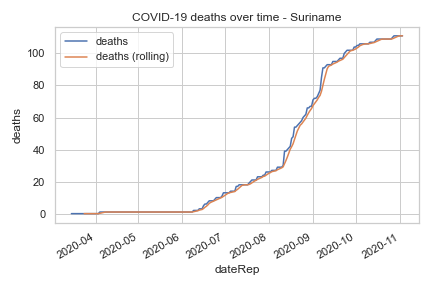 COVID-19 deaths over time - Suriname
deaths
deaths (rolling)
deaths
100
80
60
40
20
0
2020-04
2020-05
2020-06
2020-07
2020-08
2020-09
2020-10
2020-11
dateRep